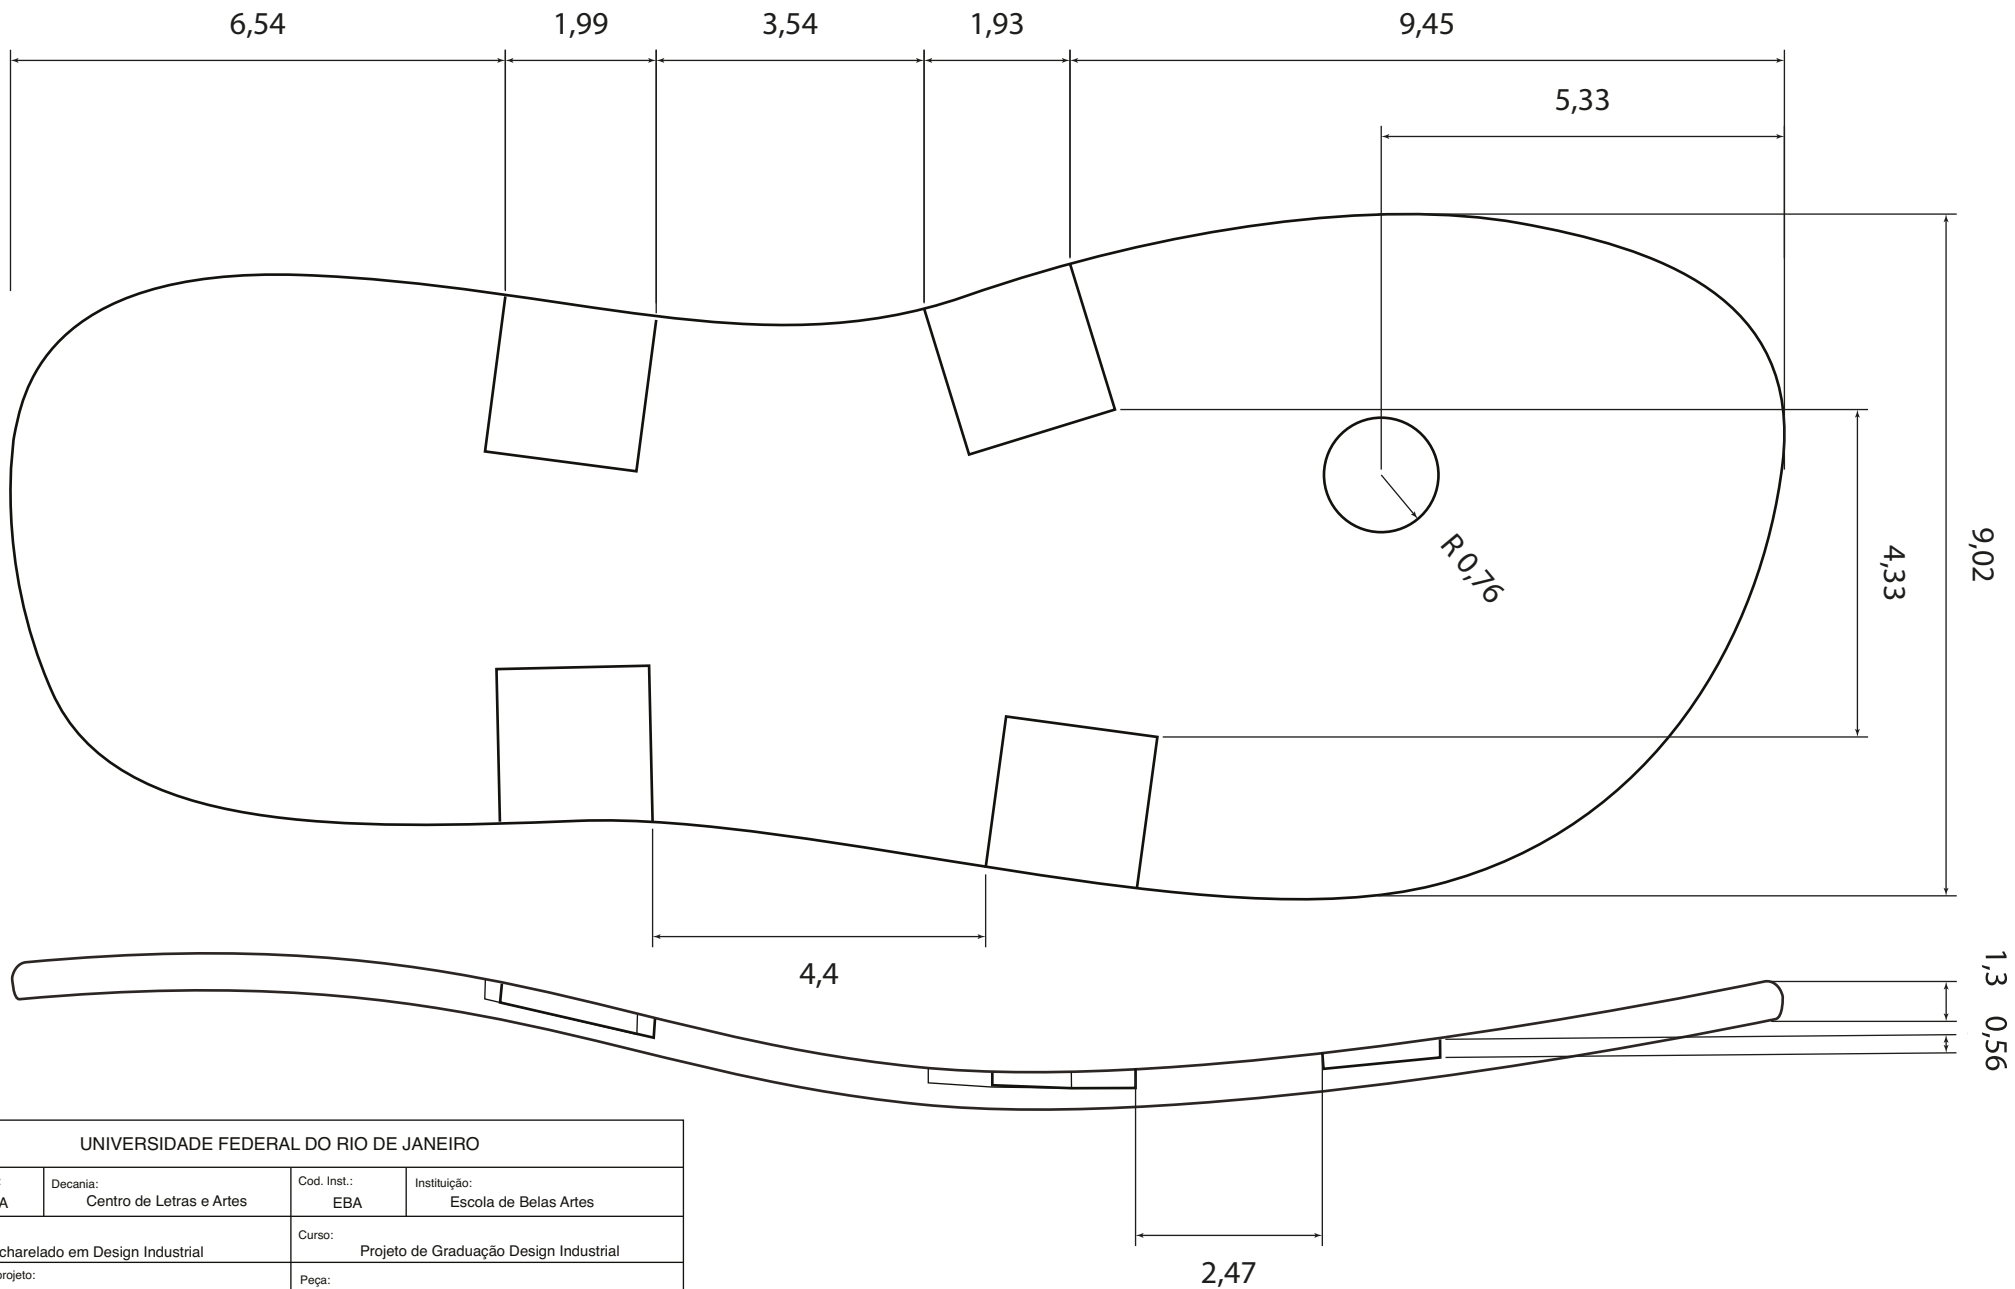 6,54 1,99 3,54 1,93 9,45
5,33
R 0,76
4,33
9,02
4,4
1,3
0,56
2,47
UNIVERSIDADE FEDERAL DO RIO DE JANEIRO
Decania:
Centro de Letras e Artes
Cod. Inst.:
EBA
Instituição:
Escola de Belas Artes
charelado em Design Industrial
Curso:
Projeto de Graduação Design Industrial
rojeto:
Peça: